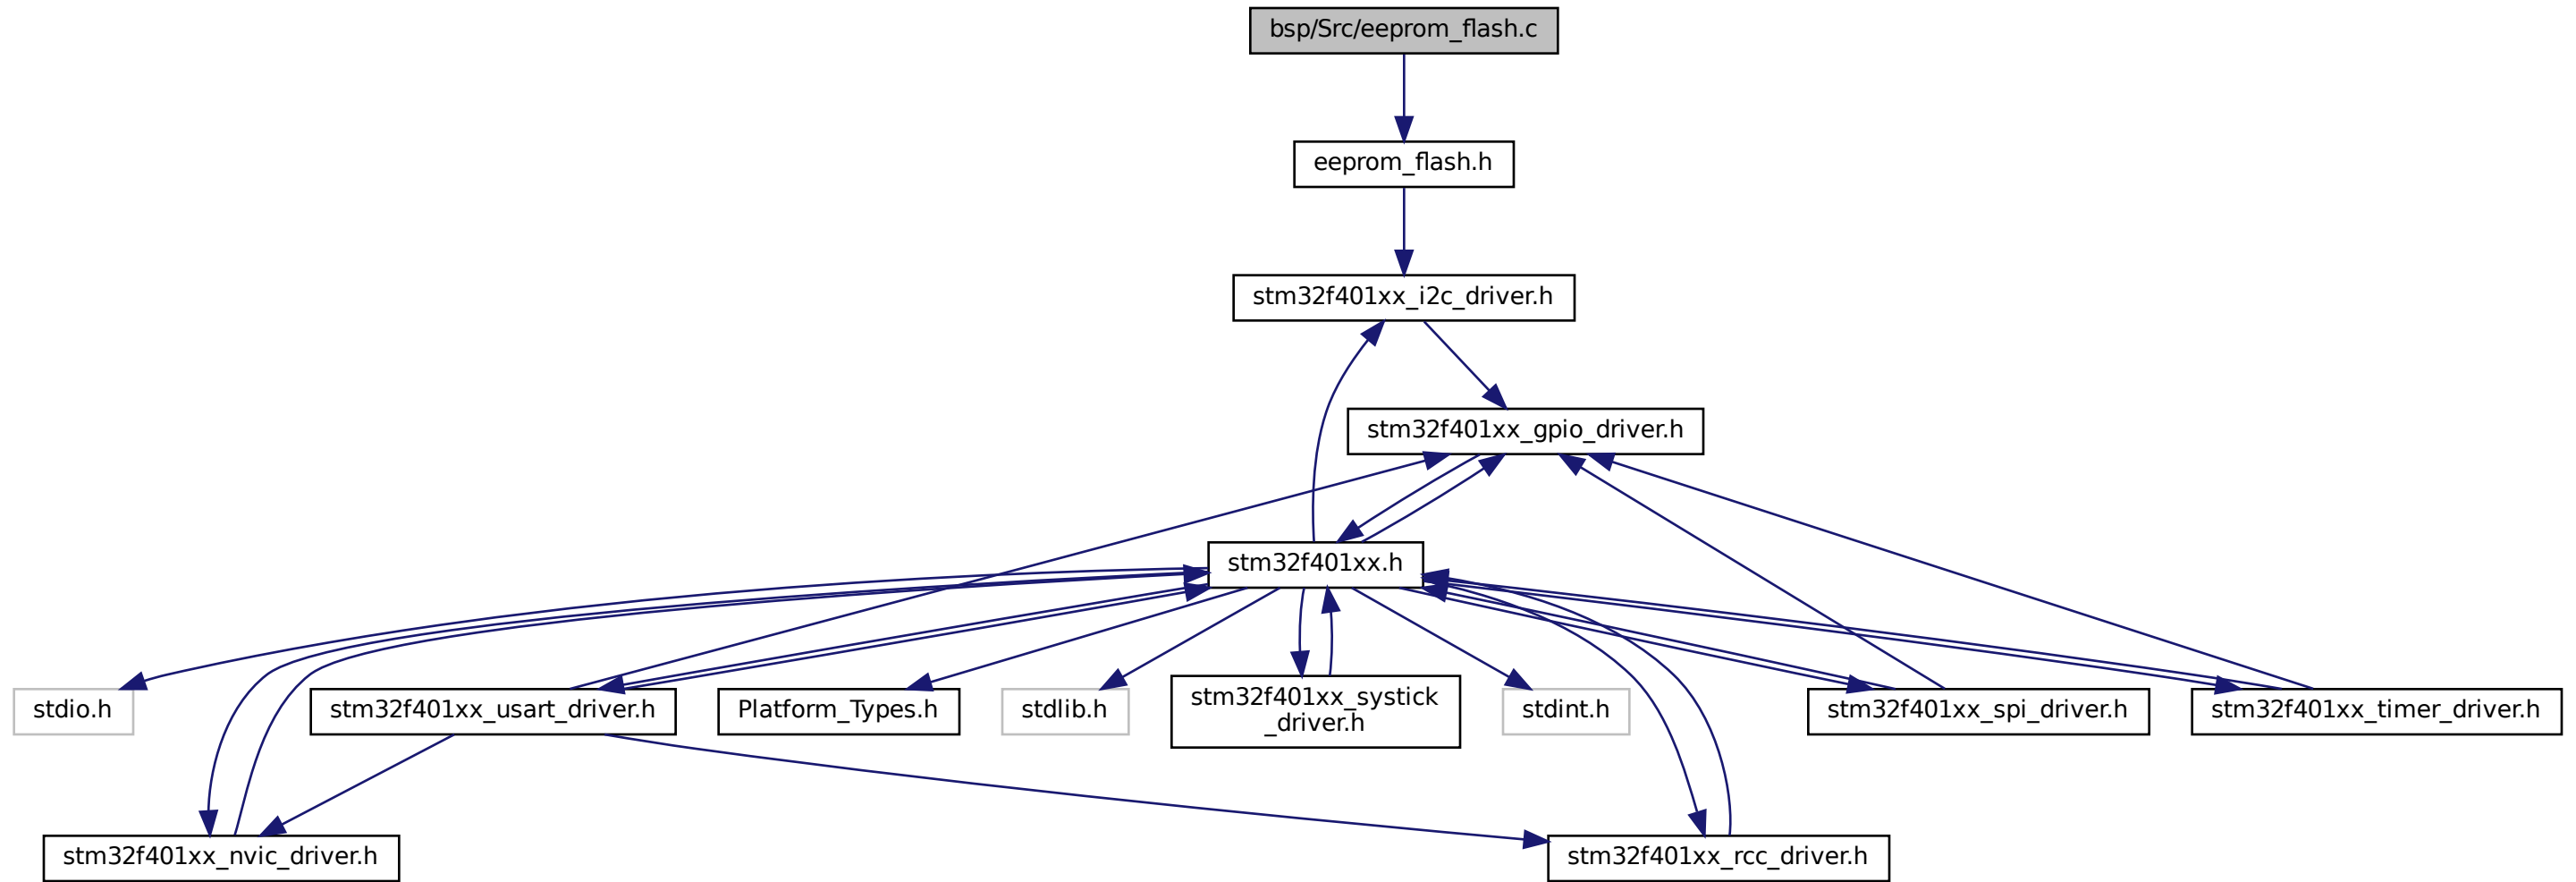 bsp/Src/eeprom_flash.c
eeprom_flash.h
stm32f401xx_i2c_driver.h
stm32f401xx_gpio_driver.h
stm32f401xx.h
stdio.h
stm32f401xx_usart_driver.h
Platform_Types.h
stdlib.h
stm32f401xx_systick
_driver.h
stdint.h
stm32f401xx_spi_driver.h
stm32f401xx_timer_driver.h
stm32f401xx_nvic_driver.h
stm32f401xx_rcc_driver.h